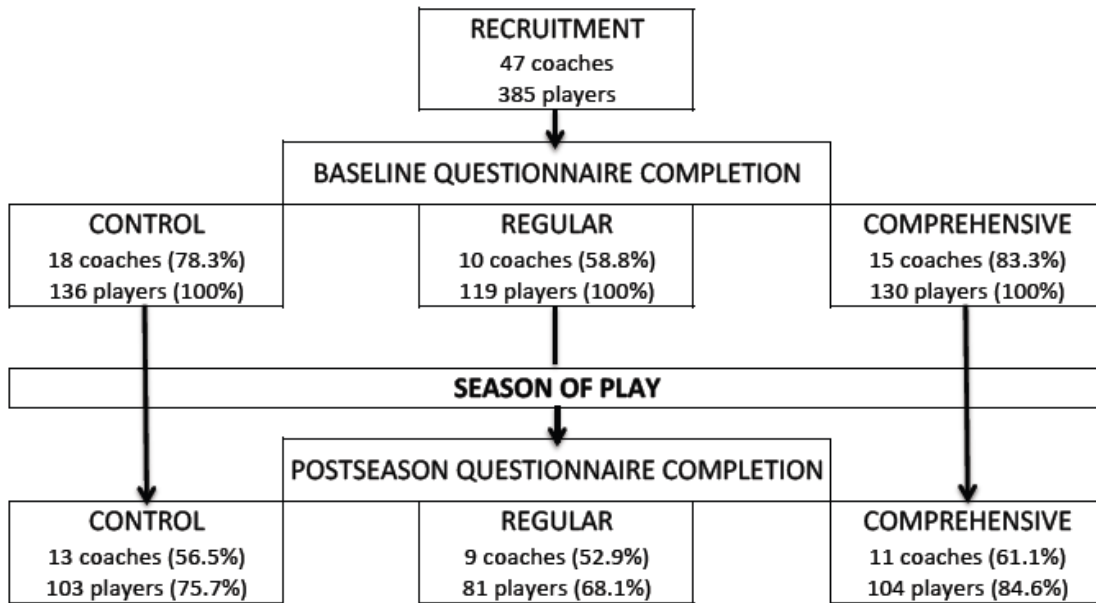 RECRUITMENT
47 coaches
385 players
BASELINE QUESTIONNAIRE COMPLETION
CONTROL
18 coaches (78.3%)
136 players (100%)
REGULAR
10 coaches (58.8%)
119 players (100%)
COMPREHENSIVE
15 coaches (83.3%)
130 players (100%)
SEASON OF PLAY
POSTSEASON QUESTIONNAIRE COMPLETION
CONTROL
13 coaches (56.5%)
103 players (75.7%)
REGULAR
9 coaches (52.9%)
81 players (68.1%)
COMPREHENSIVE
11 coaches (61.1%)
104 players (84.6%)